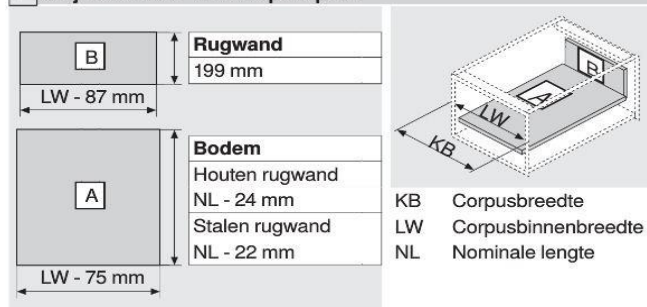 B
Rugwand
199 mm
LW - 87 mm
A
Bodem
Houten rugwand
NL - 24 mm
Stalen rugwand
NL - 22 mm
LW - 75 mm
B
A
LW
KB
KB Corpusbreedte
LW Corpusbinnenbreedte
NL Nominale lengte